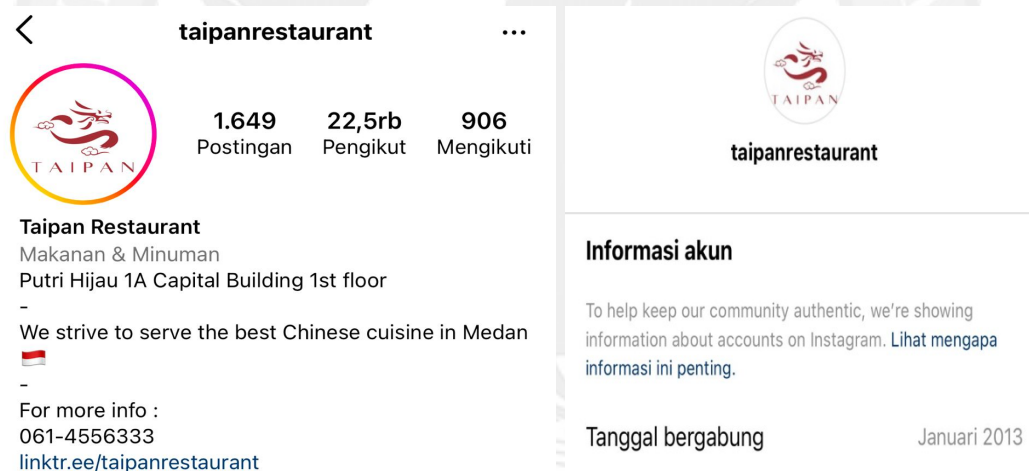 taipanrestaurant
TAIPAN
1.649 22,5rb 906
Postingan Pengikut Mengikuti
Taipan Restaurant
Makanan & Minuman
Putri Hijau 1A Capital Building 1st floor
-
We strive to serve the best Chinese cuisine in Medan
-
For more info :
061-4556333
linktr.ee/taipanrestaurant
TAIPAN
taipanrestaurant
Informasi akun
To help keep our community authentic, we're showing
information about accounts on Instagram. Lihat mengapa
informasi ini penting.
Tanggal bergabung Januari 2013